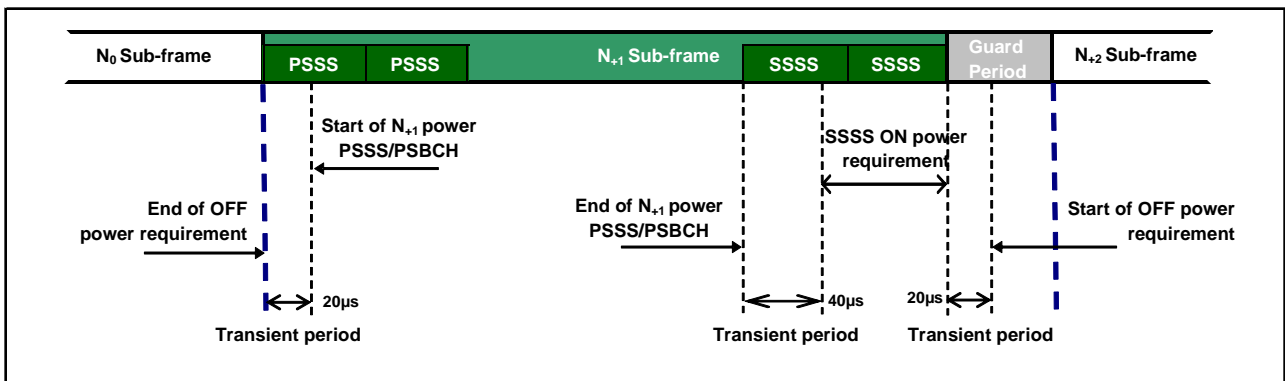 N0 Sub-frame
PSSS
PSSS
N+1 Sub-frame
SSSS
SSSS
Guard
Period
N+2 Sub-frame
Start of N+1 power
PSSS/PSBCH
SSSS ON power
requirement
End of OFF
power requirement
End of N+1 power
PSSS/PSBCH
Start of OFF power
requirement
20µs
40µs
20µs
Transient period
Transient period
Transient period